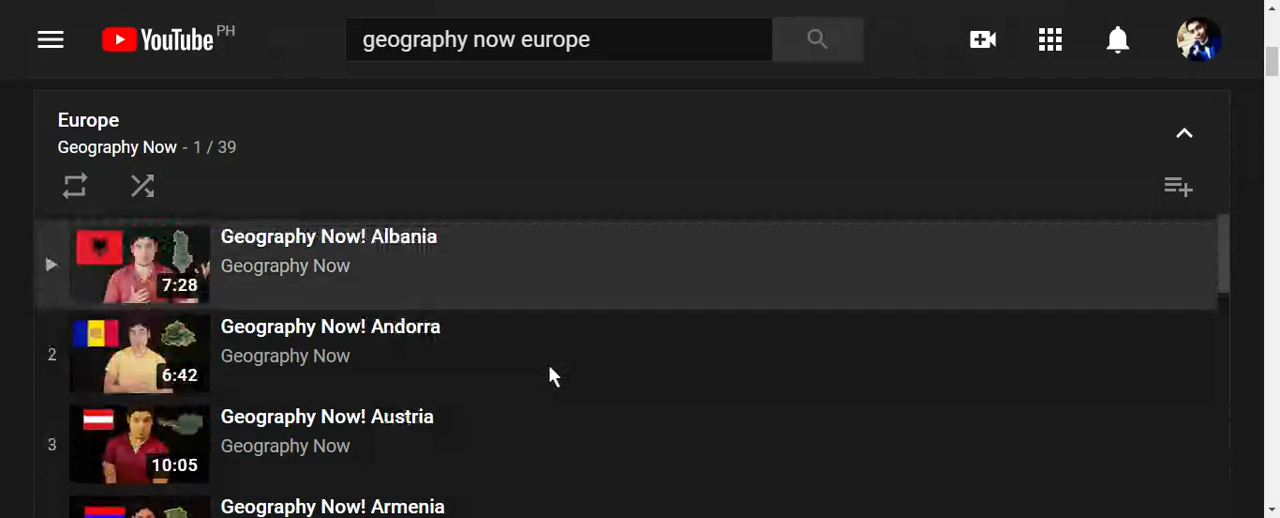 YouTube PH
geography now europe
Europe
Geography Now - 1 / 39
Geography Now! Albania
Geography Now
7:28
2
Geography Now! Andorra
Geography Now
6:42
3
Geography Now! Austria
Geography Now
10:05
Geography Now! Armenia